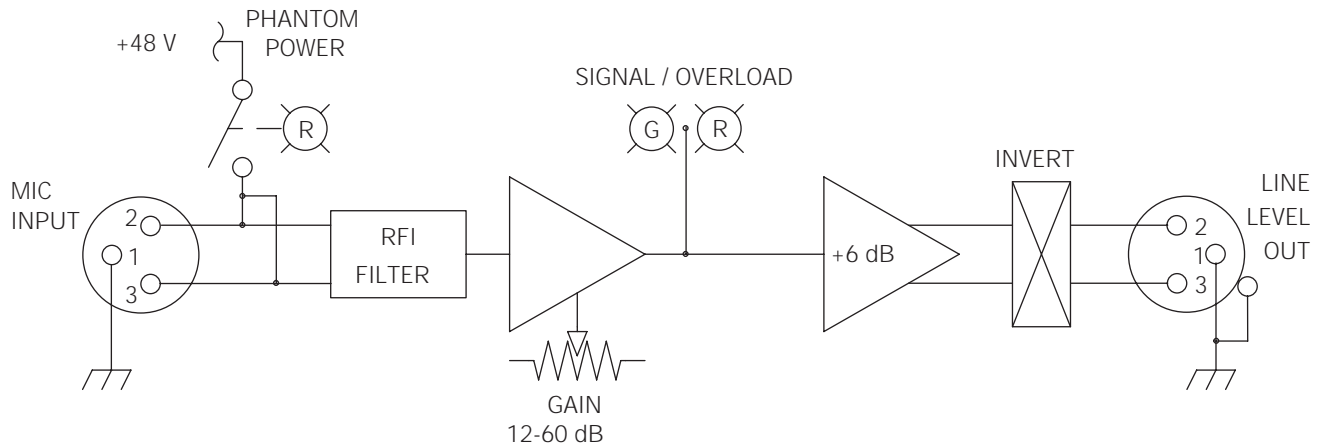 +48 V
PHANTOM
POWER
R
SIGNAL / OVERLOAD
G
R
MIC
INPUT
2
1
3
RFI
FILTER
GAIN
12-60 dB
+6 dB
INVERT
2
1
3
LINE
LEVEL
OUT